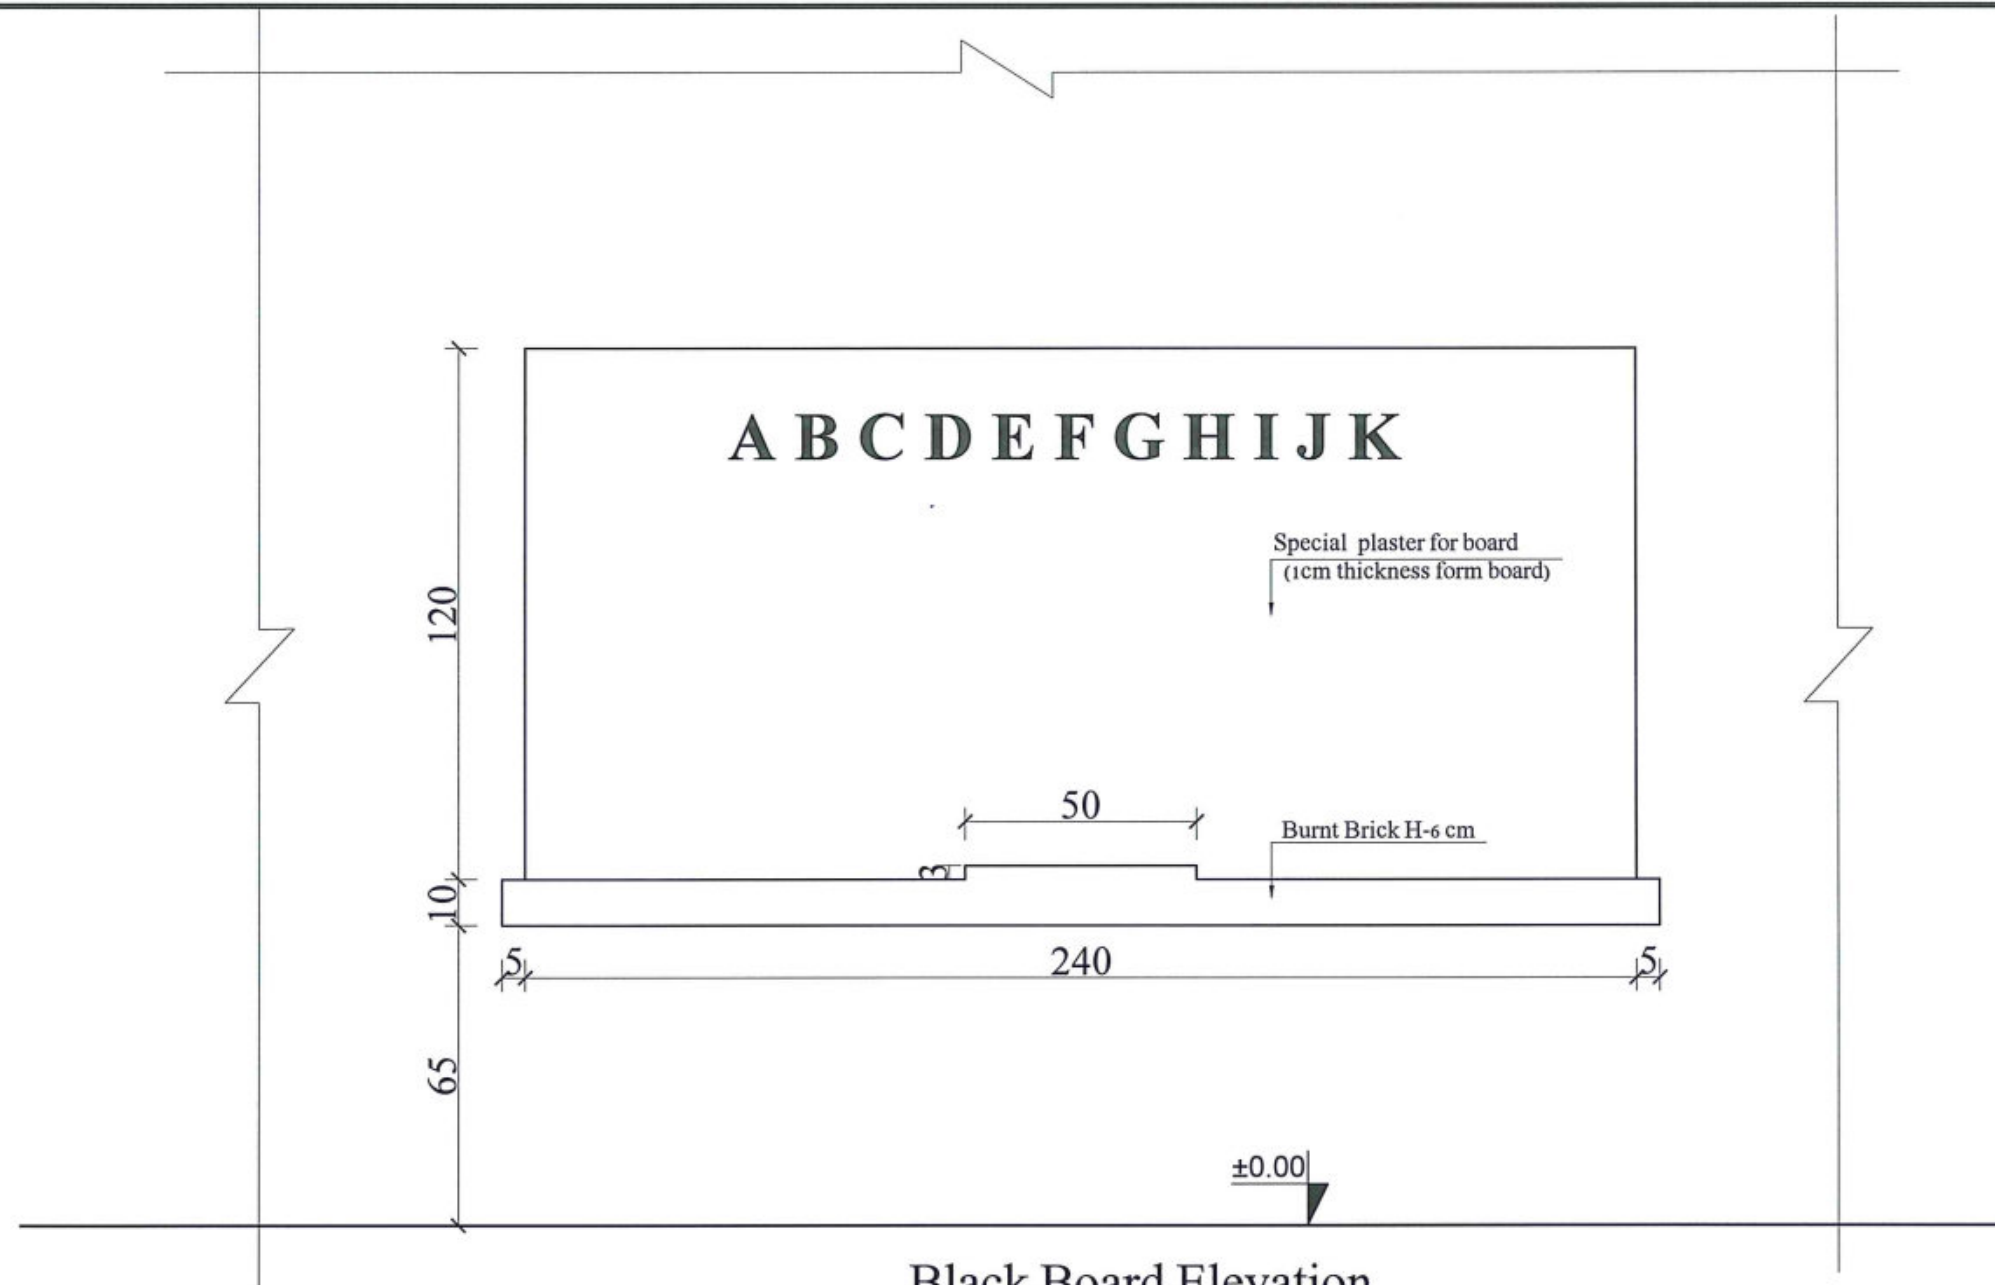 A B C D E F G H I J K
Special plaster for board
(1cm thickness form board)
120
50
Burnt Brick H-6 cm
3
10
5
240
5
65
±0.00
Black Board Elevation